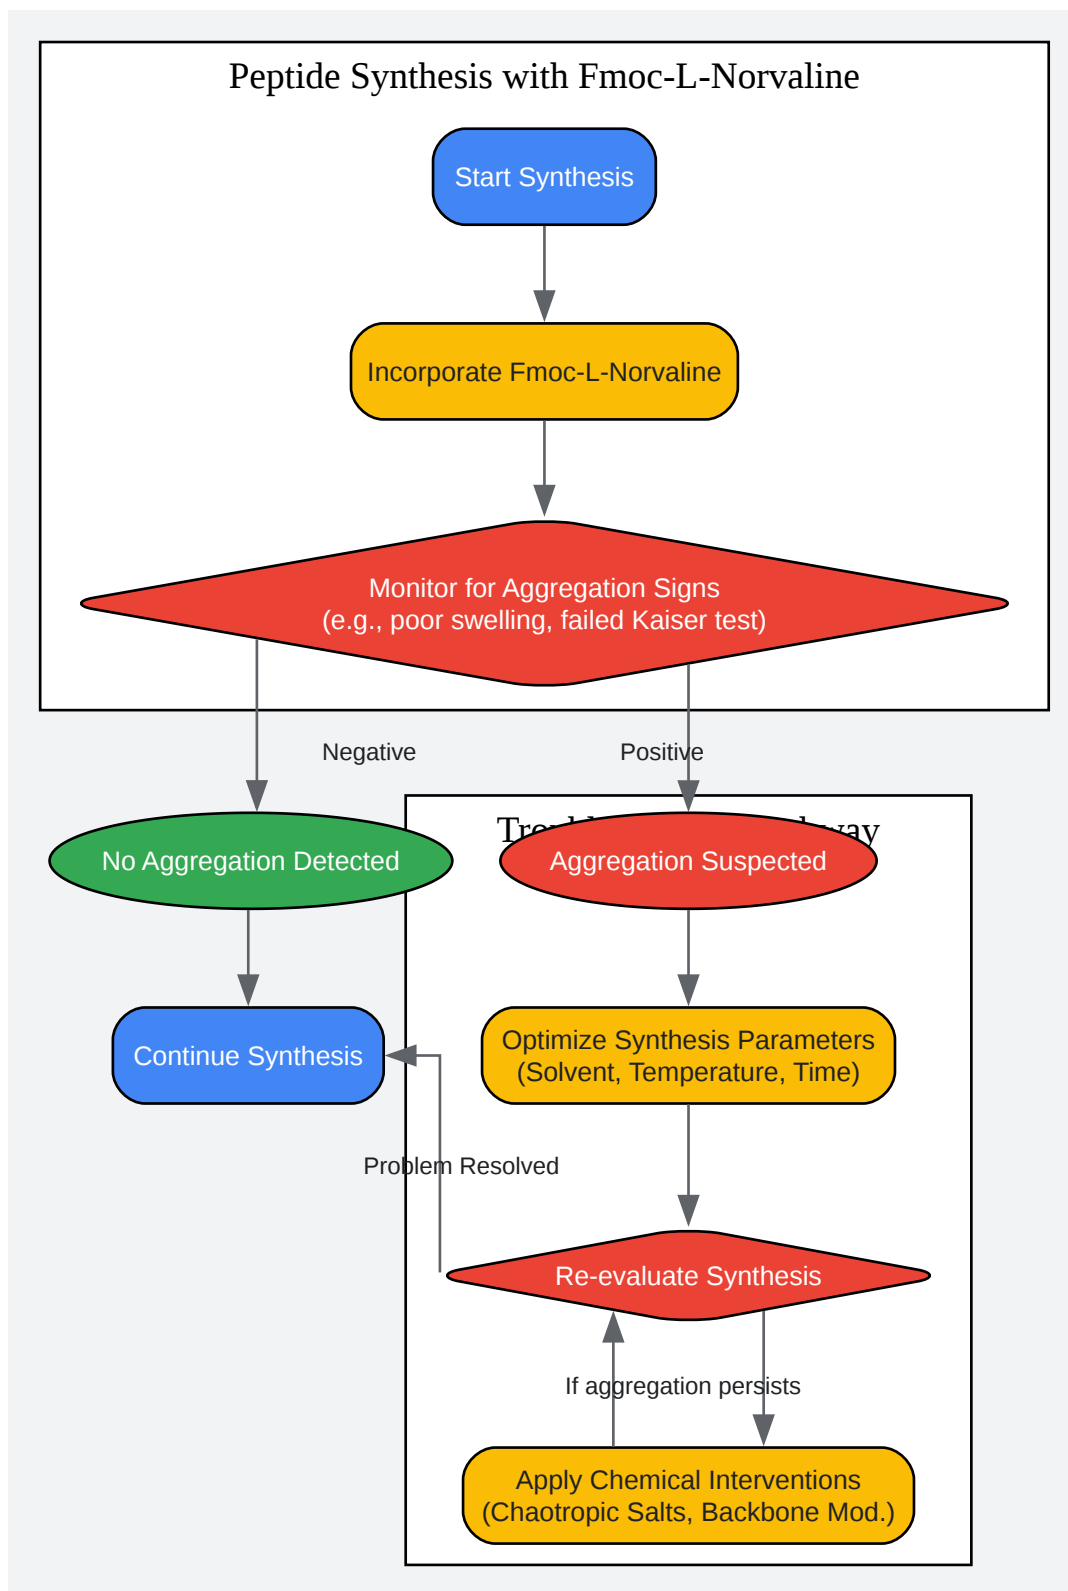 Peptide Synthesis with Fmoc-L-Norvaline
Start Synthesis
Incorporate Fmoc-L-Norvaline
Monitor for Aggregation Signs
(e.g., poor swelling, failed Kaiser test)
Negative
Positive
No Aggregation Detected
Aggregation Suspected
Continue Synthesis
Optimize Synthesis Parameters
(Solvent, Temperature, Time)
Problem Resolved
Re-evaluate Synthesis
If aggregation persists
Apply Chemical Interventions
(Chaotropic Salts, Backbone Mod.)